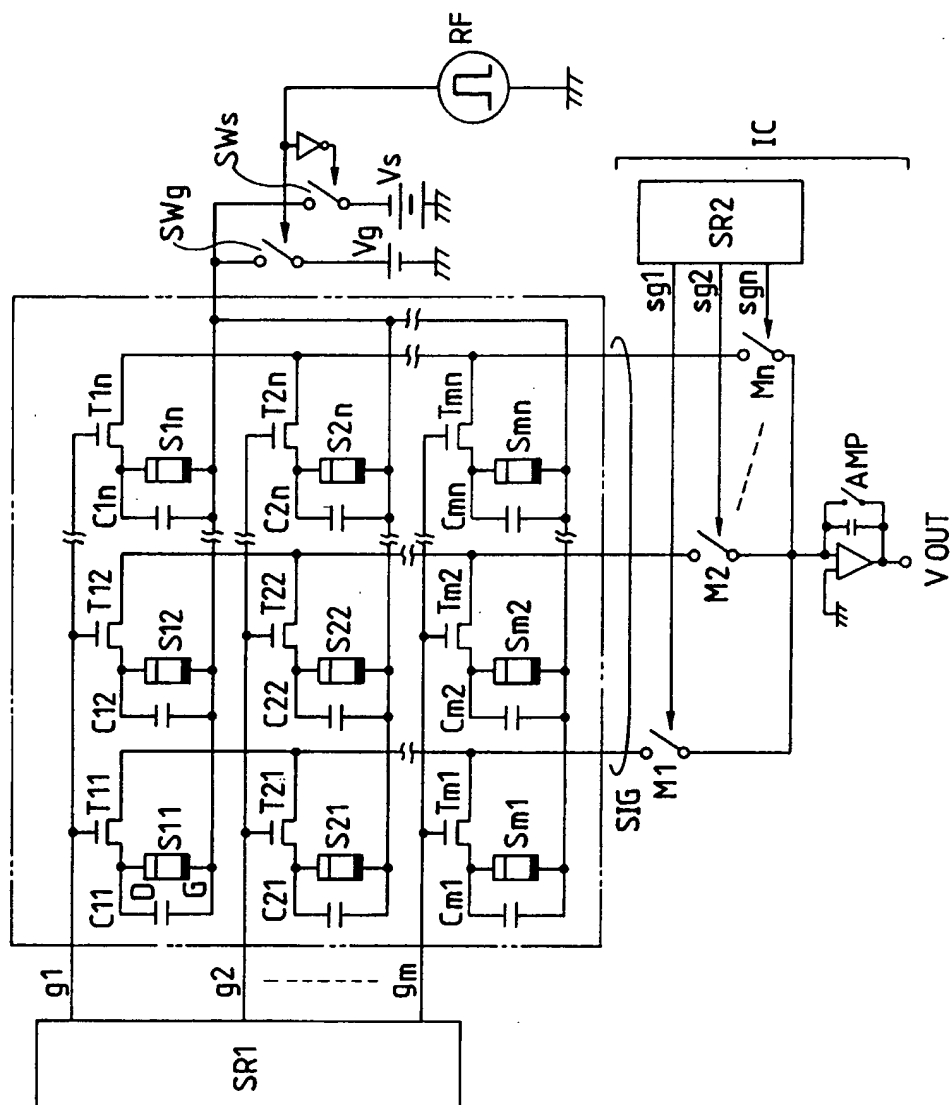 RF
SWs
SWg
Vs
Vg
T1n
S1n
C1n
T12
S12
C12
T11
S11
C11
D
G
g1
T2n
S2n
C2n
T22
S22
C22
T21
S21
C21
g2
Tmn
Smn
Cmn
Tm2
Sm2
Cm2
Tm1
Sm1
Cm1
gm
SR1
SIG
IC
SR2
sg1
sg2
sgn
Mn
M2
M1
AMP
V OUT